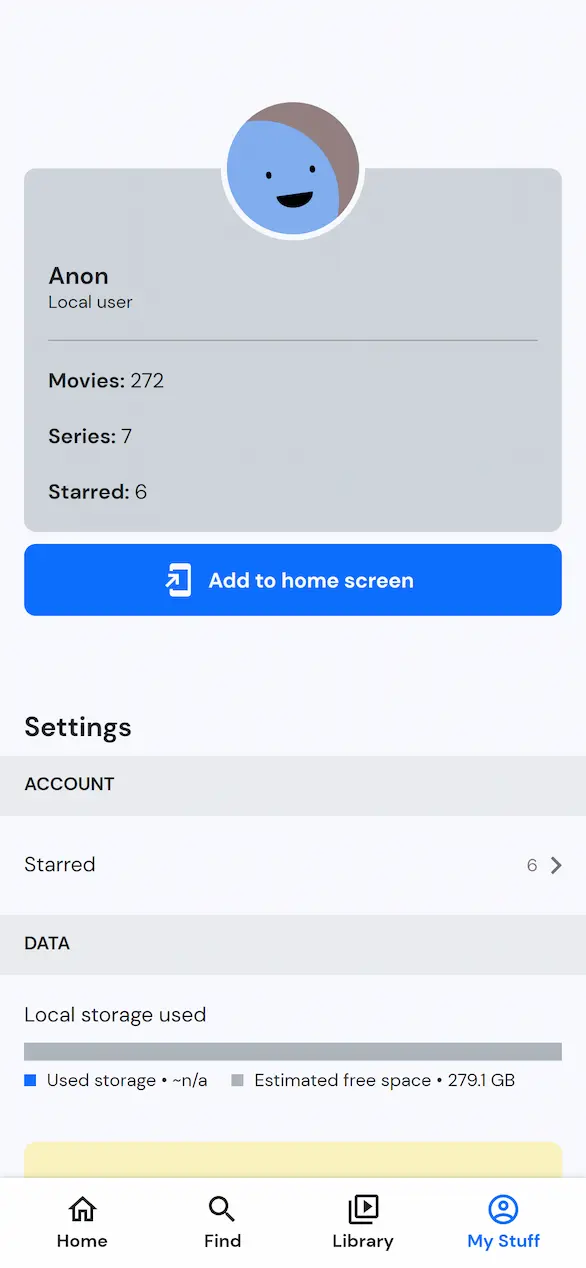 Anon
Local user
Movies: 272
Series: 7
Starred: 6
Add to home screen
Settings
ACCOUNT
Starred 6
DATA
Local storage used
Used storage • ~n/a Estimated free space • 279.1 GB
Home Find Library My Stuff